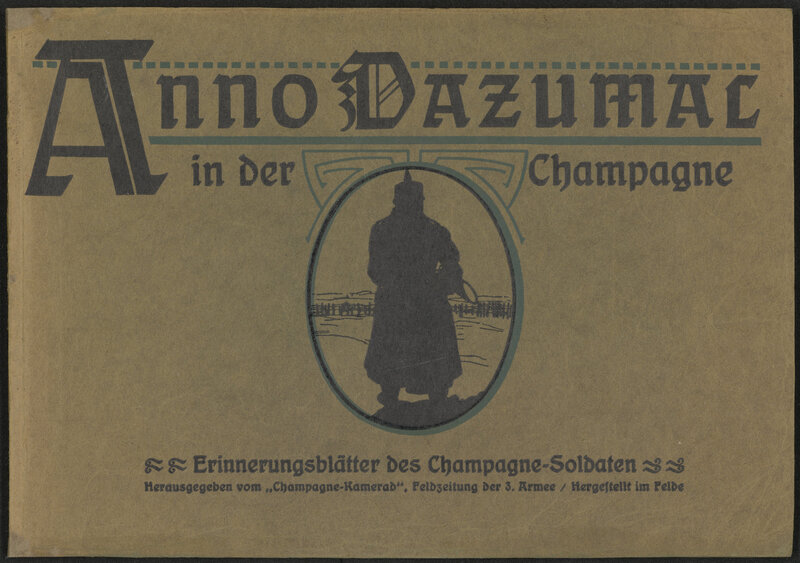 Anno Dazumal
in der Champagne
Erinnerungsblätter des Champagne-Soldaten
Herausgegeben vom „Champagne-Kamerad“, Feldzeitung der 3. Armee / Hergestellt im Felde